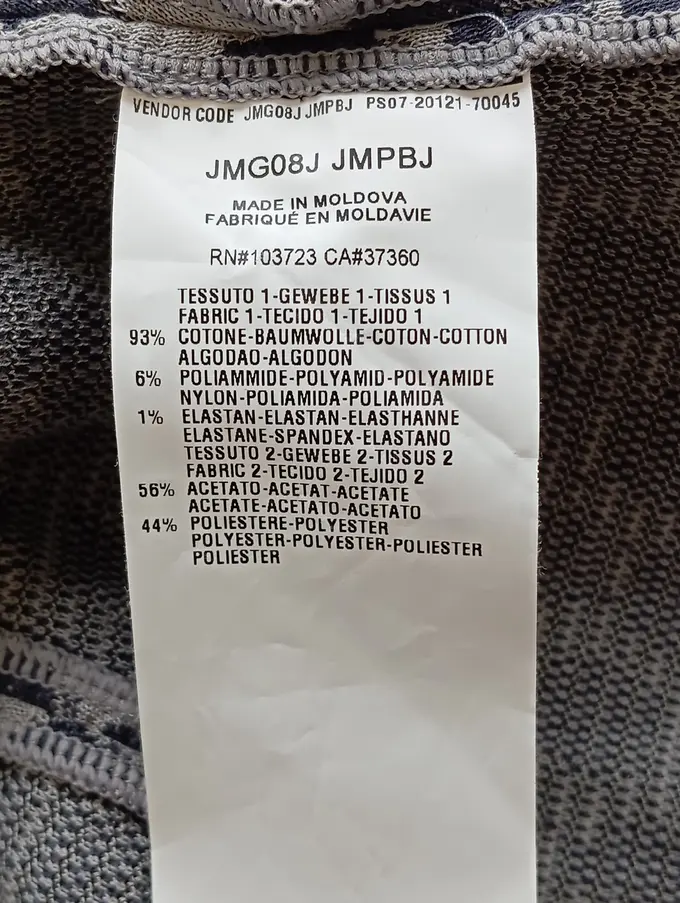 VENDOR CODE JMG08J JMPBJ PS07-20121-70045
JMG08J JMPBJ
MADE IN MOLDOVA
FABRIQUÉ EN MOLDAVIE
RN#103723 CA#37360
TESSUTO 1-GEWEBE 1-TISSUS 1
FABRIC 1-TECIDO 1-TEJIDO 1
93% COTONE-BAUMWOLLE-COTON-COTTON
ALGODAO-ALGODON
6% POLIAMMIDE-POLYAMID-POLYAMIDE
NYLON-POLIAMIDA-POLIAMIDA
1% ELASTAN-ELASTAN-ELASTHANNE
ELASTANE-SPANDEX-ELASTANO
TESSUTO 2-GEWEBE 2-TISSUS 2
FABRIC 2-TECIDO 2-TEJIDO 2
56% ACETATO-ACETAT-ACETATE
ACETATE-ACETATO-ACETATO
44% POLIESTERE-POLYESTER
POLYESTER-POLYESTER-POLIESTER
POLIESTER